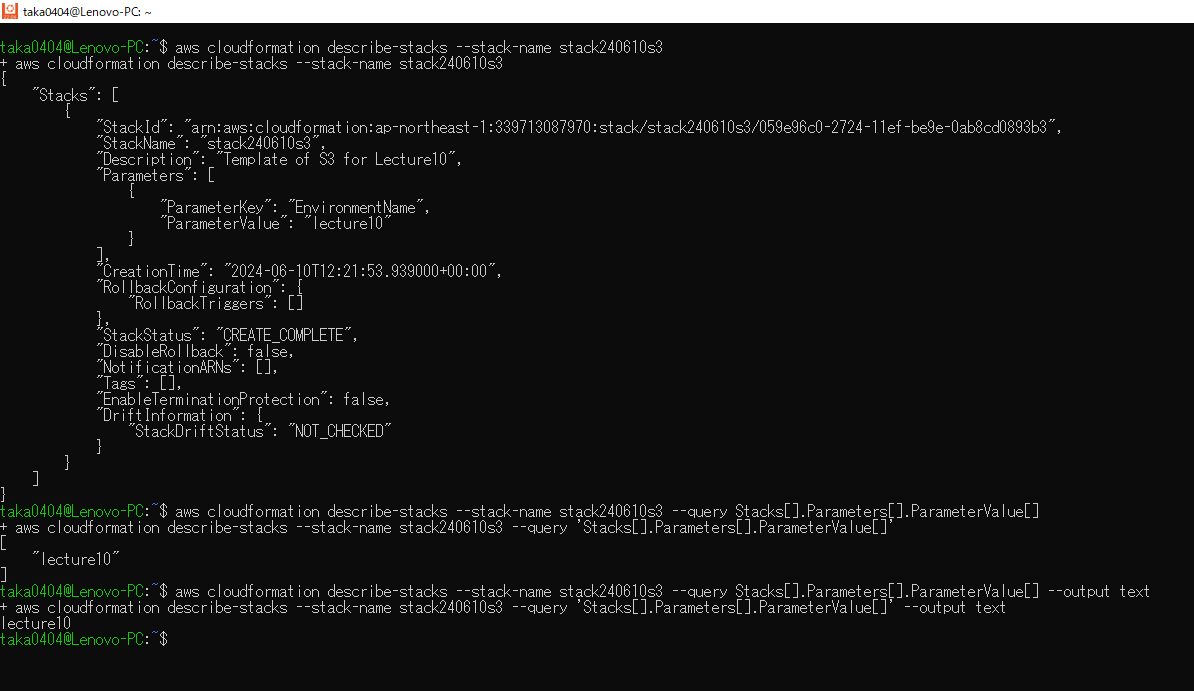 taka0404@Lenovo-PC: ~
taka0404@Lenovo-PC:~$ aws cloudformation describe-stacks --stack-name stack240610s3
+ aws cloudformation describe-stacks --stack-name stack240610s3
{
    "Stacks": [
        {
            "StackId": "arn:aws:cloudformation:ap-northeast-1:339713087970:stack/stack240610s3/059e96c0-2724-11ef-be9e-0ab8cd0893b3",
            "StackName": "stack240610s3",
            "Description": "Template of S3 for Lecture10",
            "Parameters": [
                {
                    "ParameterKey": "EnvironmentName",
                    "ParameterValue": "lecture10"
                }
            ],
            "CreationTime": "2024-06-10T12:21:53.939000+00:00",
            "RollbackConfiguration": {
                "RollbackTriggers": []
            },
            "StackStatus": "CREATE_COMPLETE",
            "DisableRollback": false,
            "NotificationARNs": [],
            "Tags": [],
            "EnableTerminationProtection": false,
            "DriftInformation": {
                "StackDriftStatus": "NOT_CHECKED"
            }
        }
    ]
}
taka0404@Lenovo-PC:~$ aws cloudformation describe-stacks --stack-name stack240610s3 --query Stacks[].Parameters[].ParameterValue[]
+ aws cloudformation describe-stacks --stack-name stack240610s3 --query 'Stacks[].Parameters[].ParameterValue[]'
[
    "lecture10"
]
taka0404@Lenovo-PC:~$ aws cloudformation describe-stacks --stack-name stack240610s3 --query Stacks[].Parameters[].ParameterValue[] --output text
+ aws cloudformation describe-stacks --stack-name stack240610s3 --query 'Stacks[].Parameters[].ParameterValue[]' --output text
lecture10
taka0404@Lenovo-PC:~$